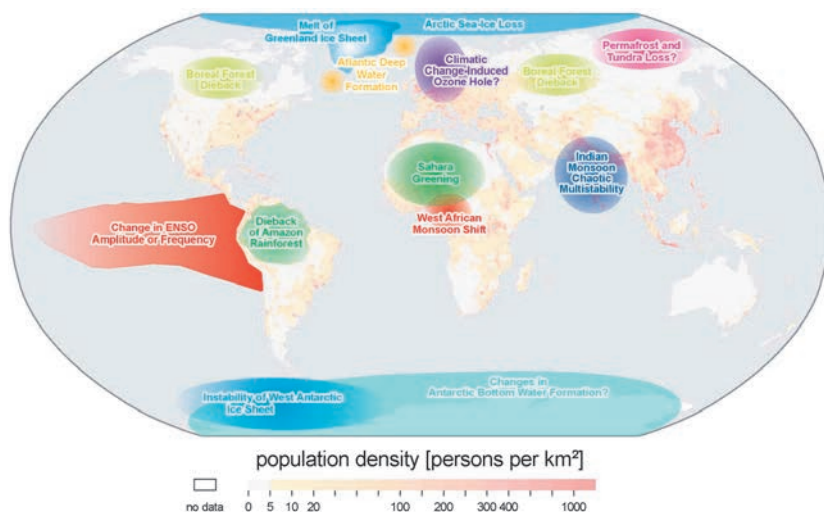 Melt of
Greenland Ice Sheet
Arctic Sea-Ice Loss
Atlantic Deep
Water
Formation
Climatic
Change-Induced
Ozone Hole?
Permafrost and
Tundra Loss?
Boreal Forest
Dieback
Boreal Forest
Dieback
Sahara
Greening
Indian
Monsoon
Chaotic
Multistability
West African
Monsoon Shift
Change in ENSO
Amplitude or Frequency
Dieback
of Amazon
Rainforest
Instability of West Antarctic
Ice Sheet
Changes in
Antarctic Bottom Water Formation?
population density [persons per km²]
no data
0 5 10 20 100 200 300 400 1000